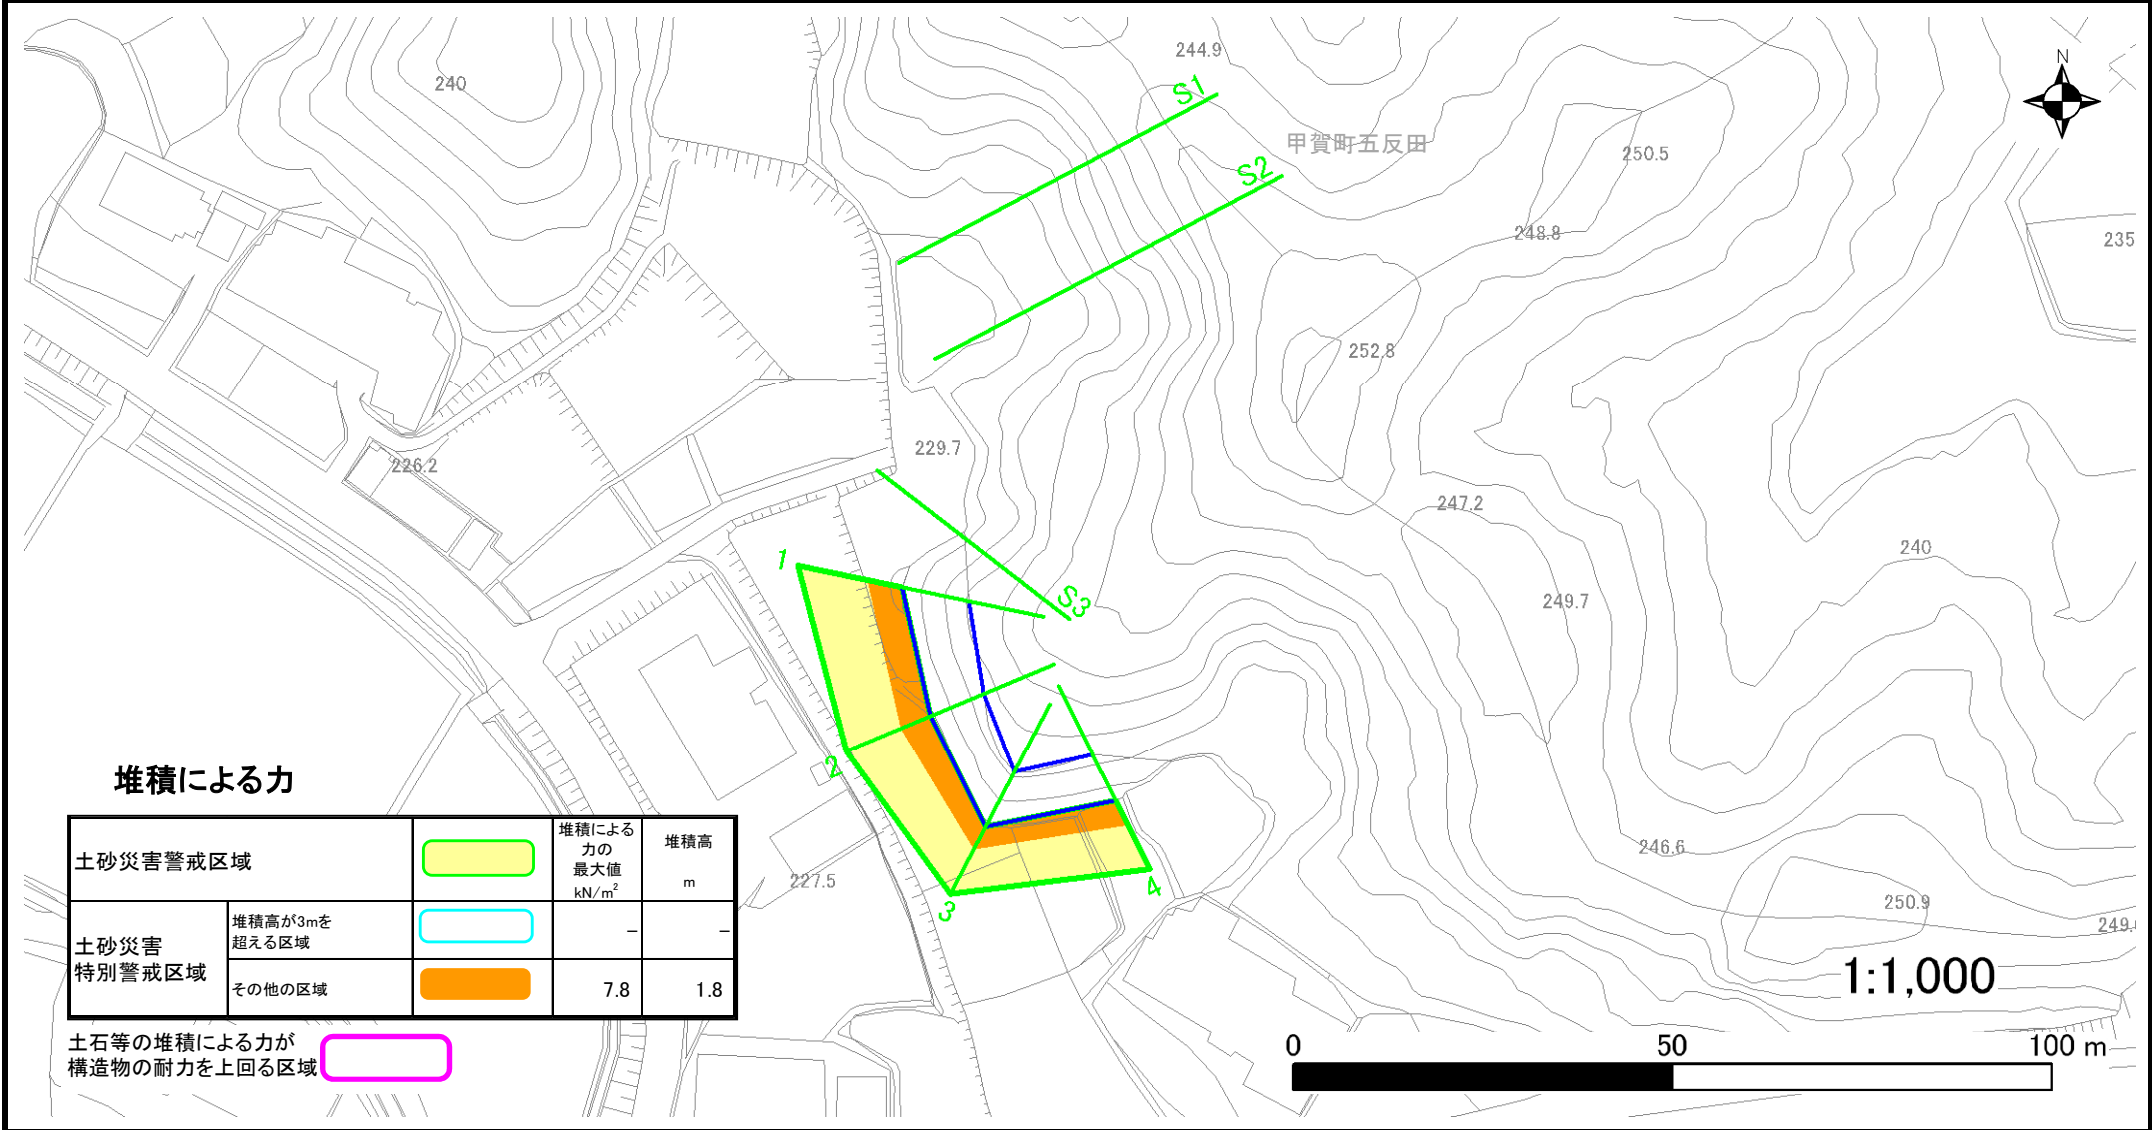 244.9
N
240
S1
甲賀町五反田
250.5
S2
248.8
235
252.8
229.7
226.2
247.2
240
1
S3
249.7
2
堆積による力
土砂災害警戒区域
堆積による
力の
最大値
kN/m²
堆積高
m
土砂災害
特別警戒区域
堆積高が3mを
超える区域
–
–
その他の区域
7.8
1.8
土石等の堆積による力が
構造物の耐力を上回る区域
227.5
3
4
246.6
250.9
249.
1:1,000
0
50
100 m